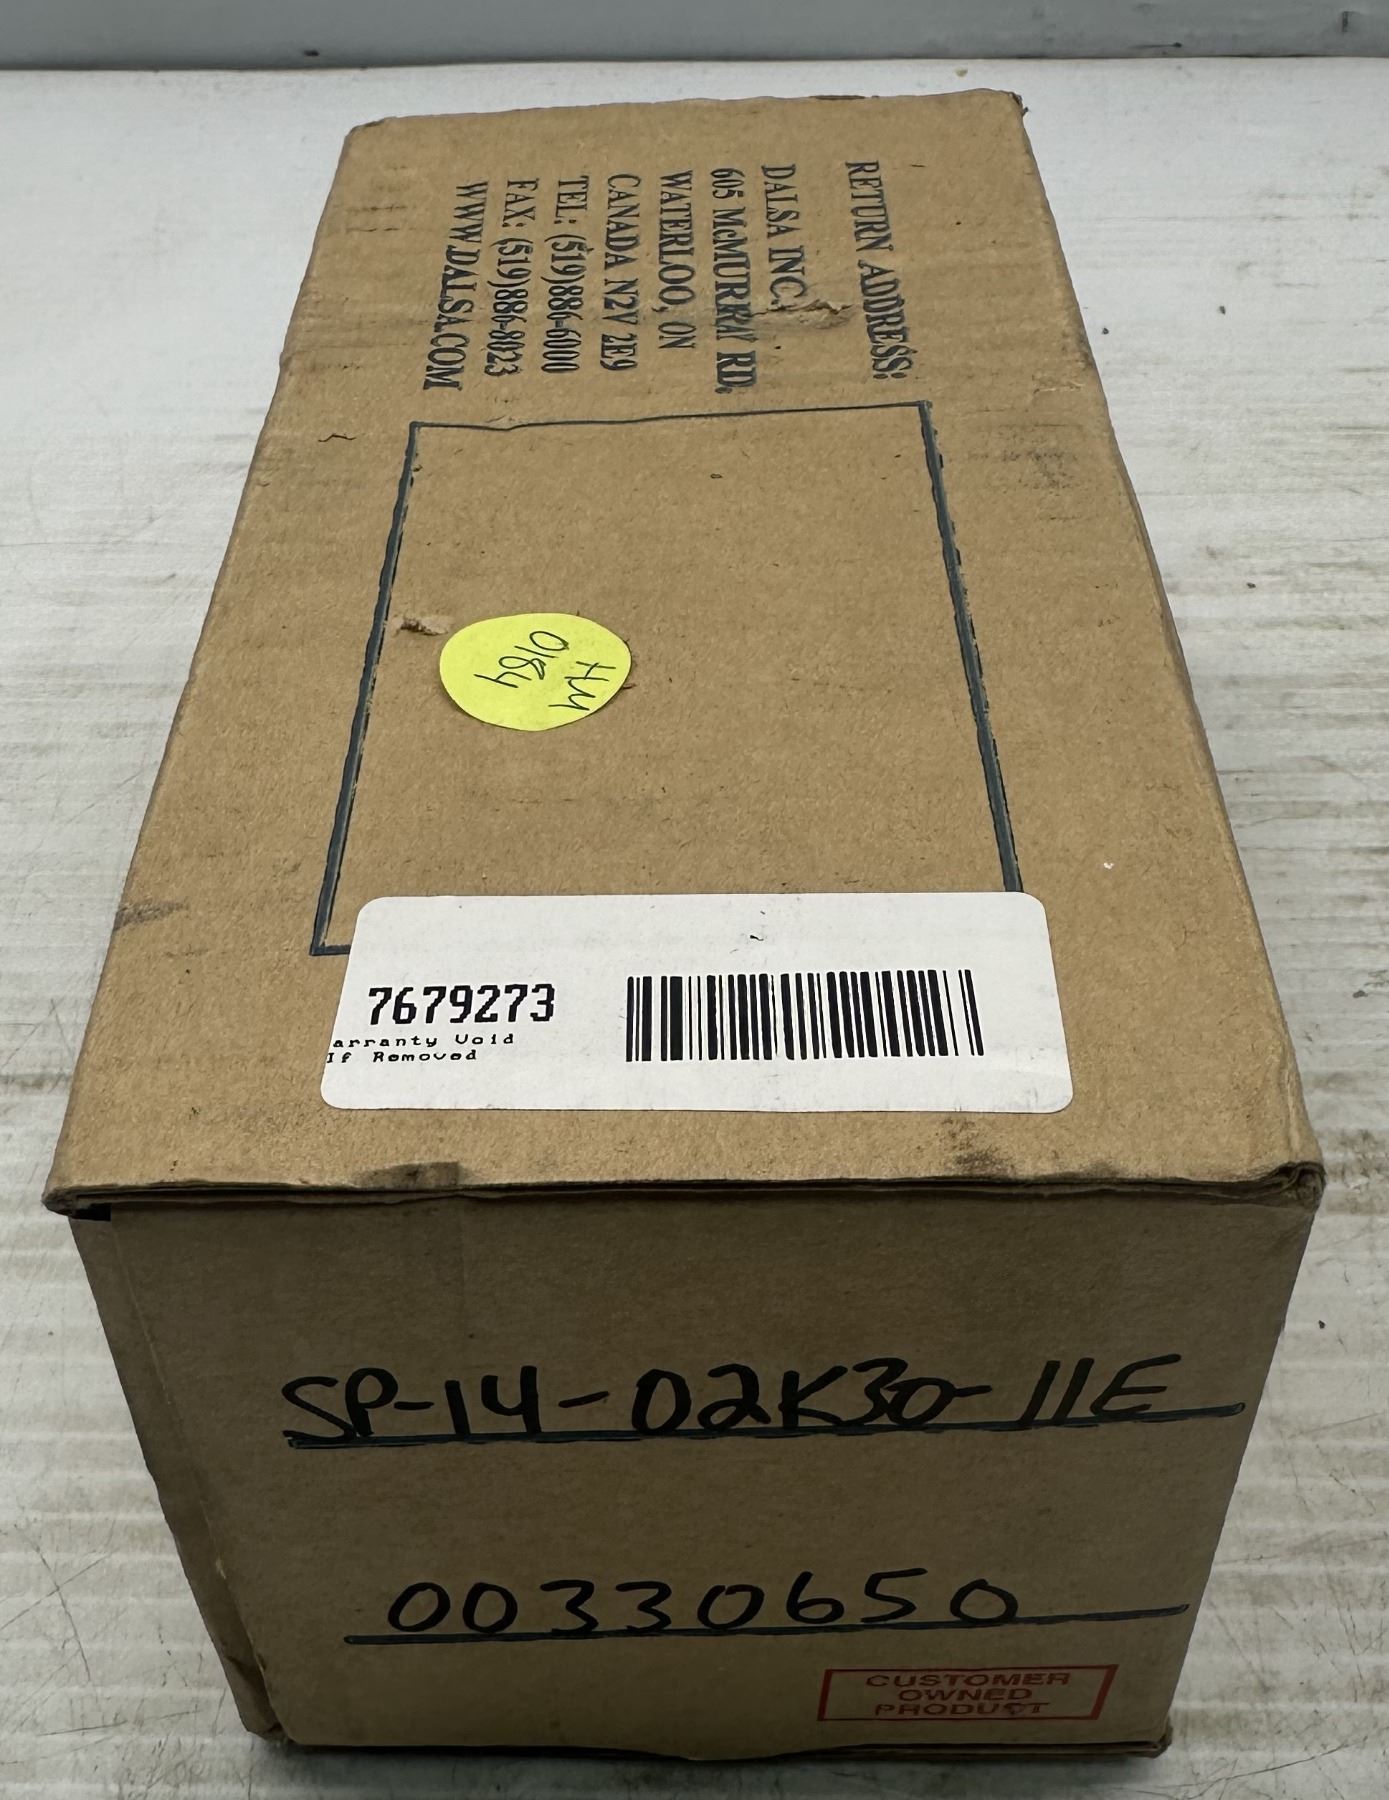 RETURN ADDRESS:
DALSA INC.
605 McMURRAY RD.
WATERLOO, ON
CANADA N2V 2E9
TEL: (519)886-6000
FAX: (519)886-8023
WWW.DALSA.COM
HM
0184
7679273
arranty Void
If Removed
SP-14-02K30-11E
00330650
CUSTOMER
OWNED
PRODUCT